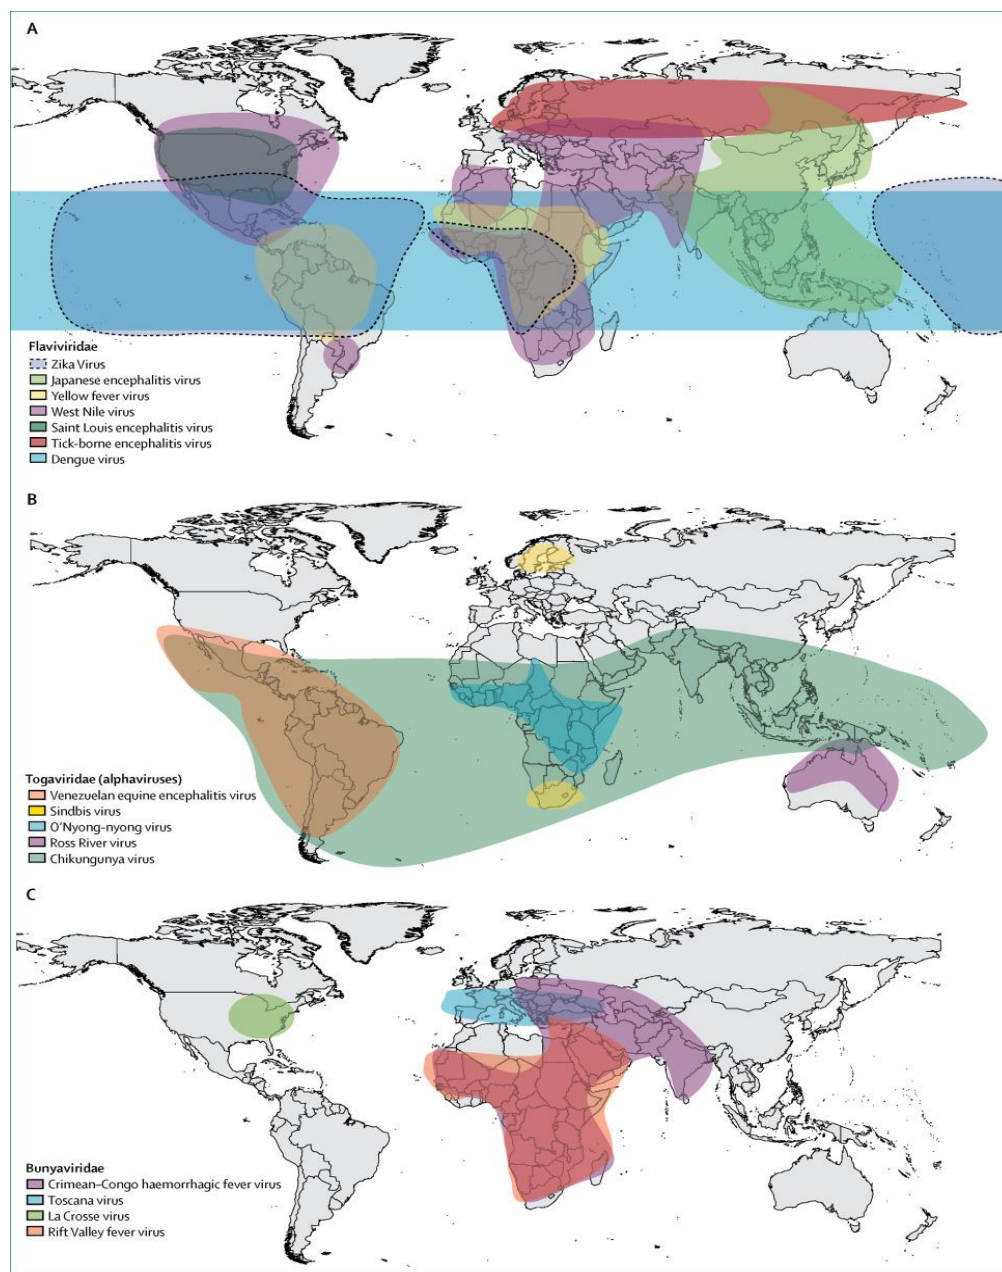 A
Flaviviridae
Zika Virus
Japanese encephalitis virus
Yellow fever virus
West Nile virus
Saint Louis encephalitis virus
Tick-borne encephalitis virus
Dengue virus
B
Togaviridae (alphaviruses)
Venezuelan equine encephalitis virus
Sindbis virus
O'Nyong-nyong virus
Ross River virus
Chikungunya virus
C
Bunyaviridae
Crimean–Congo haemorrhagic fever virus
Toscana virus
La Crosse virus
Rift Valley fever virus